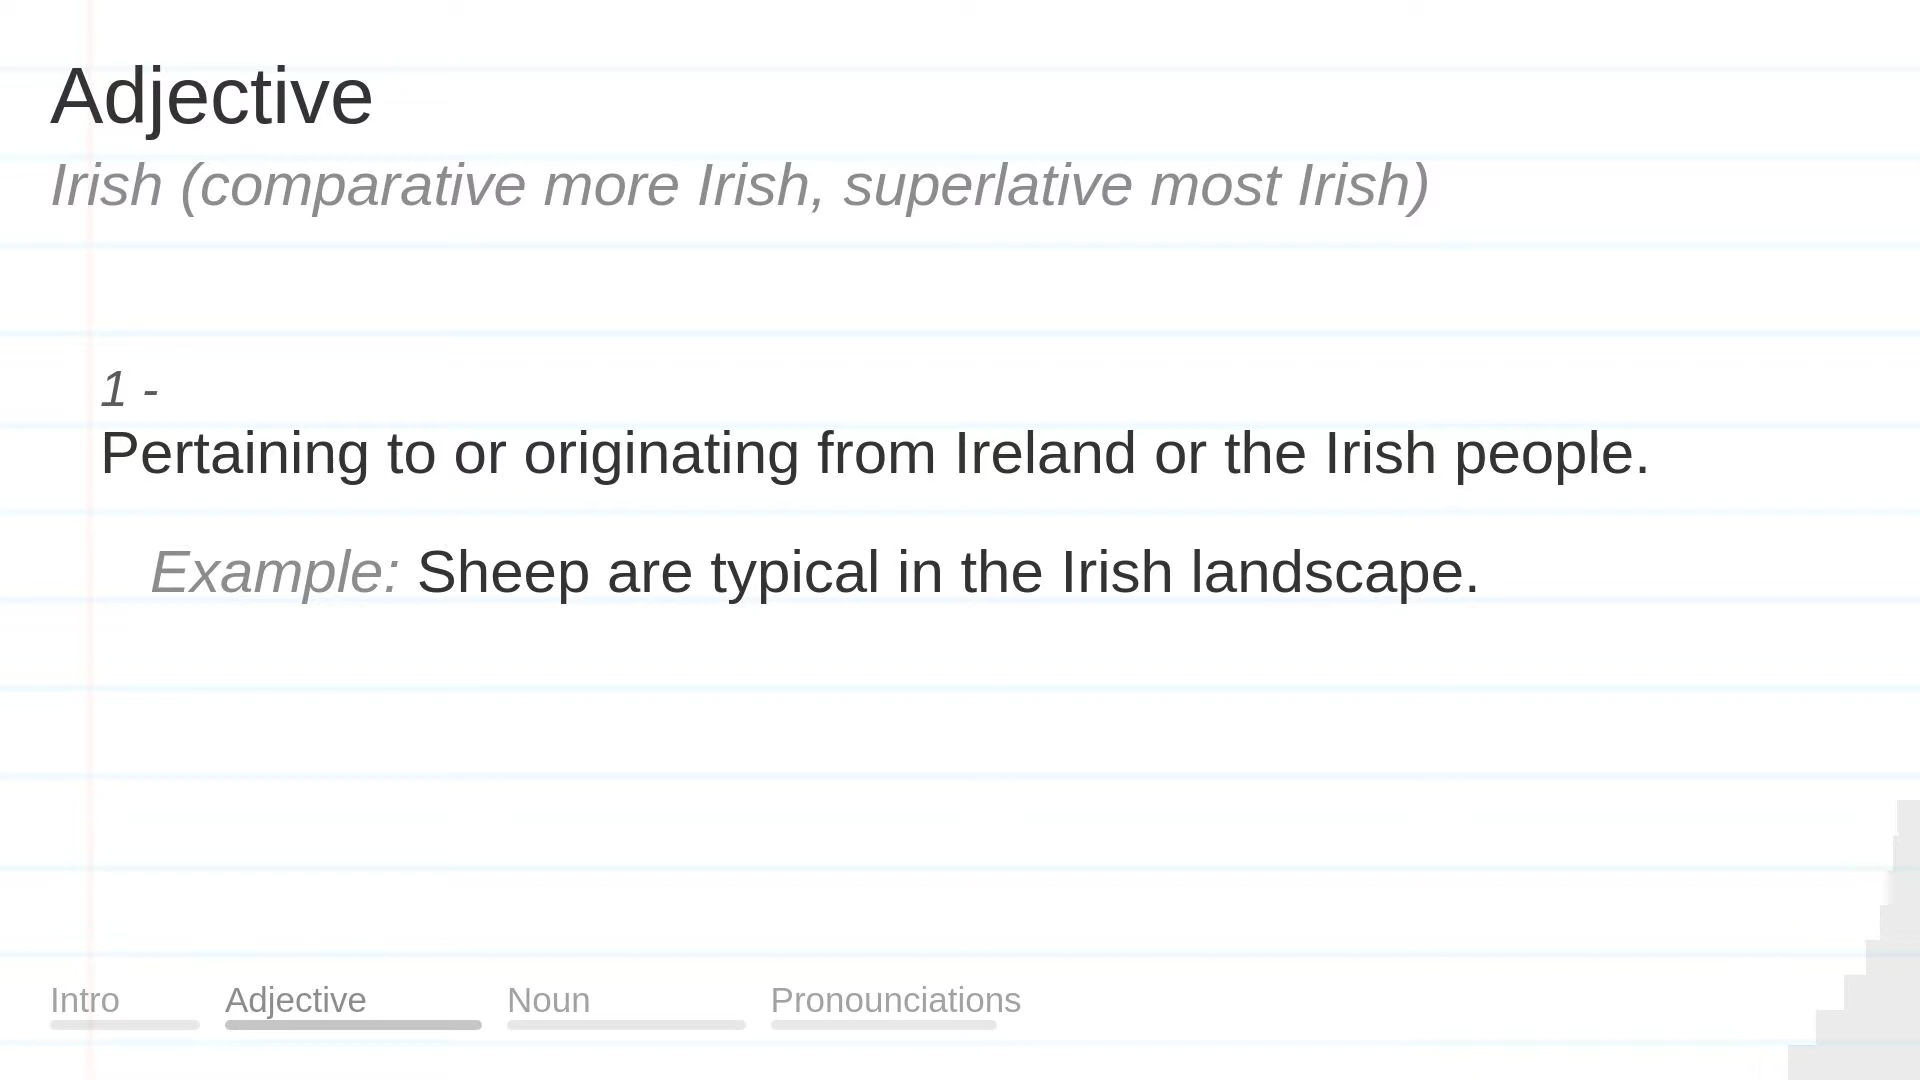 Adjective
Irish (comparative more Irish, superlative most Irish)
1 -
Pertaining to or originating from Ireland or the Irish people.
Example: Sheep are typical in the Irish landscape.
Intro Adjective Noun Pronounciations